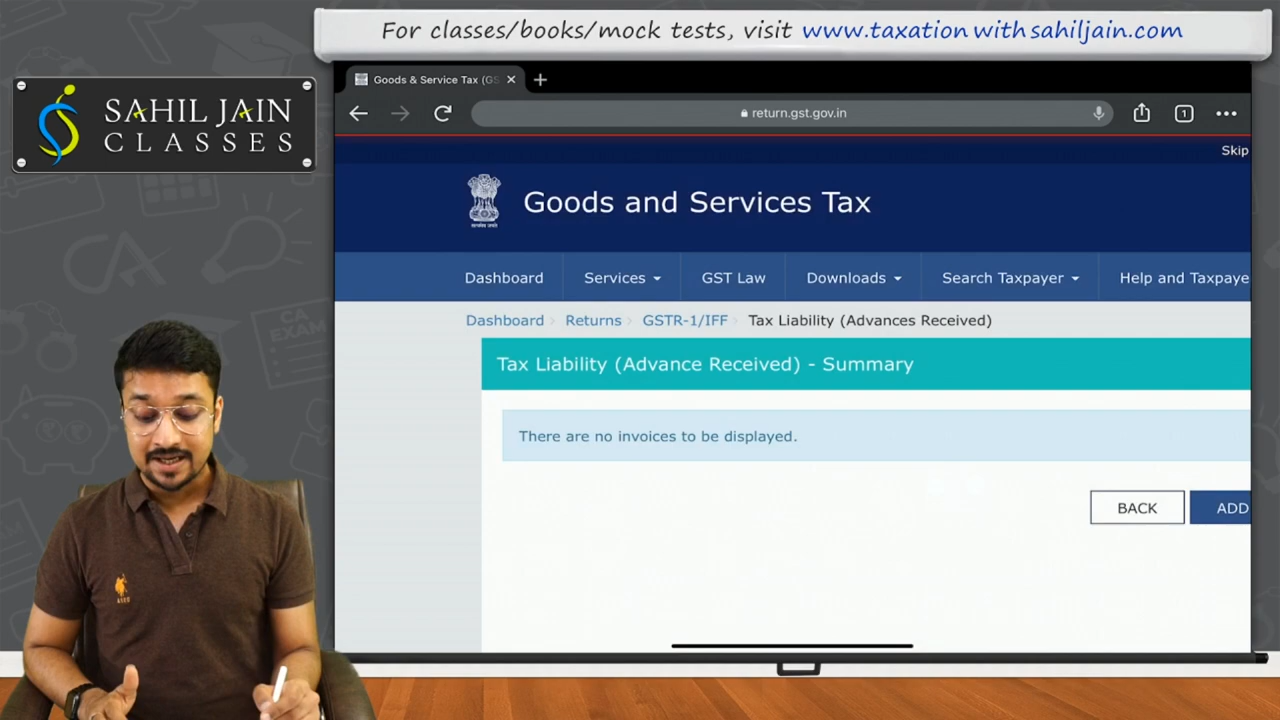 For classes/books/mock tests, visit www.taxationwithsahiljain.com
SAHIL JAIN
CLASSES
Goods & Service Tax (GS
return.gst.gov.in
1
Skip
Goods and Services Tax
Dashboard Services GST Law Downloads Search Taxpayer Help and Taxpaye
Dashboard Returns GSTR-1/IFF Tax Liability (Advances Received)
Tax Liability (Advance Received) - Summary
There are no invoices to be displayed.
BACK ADD
CA
EXAM